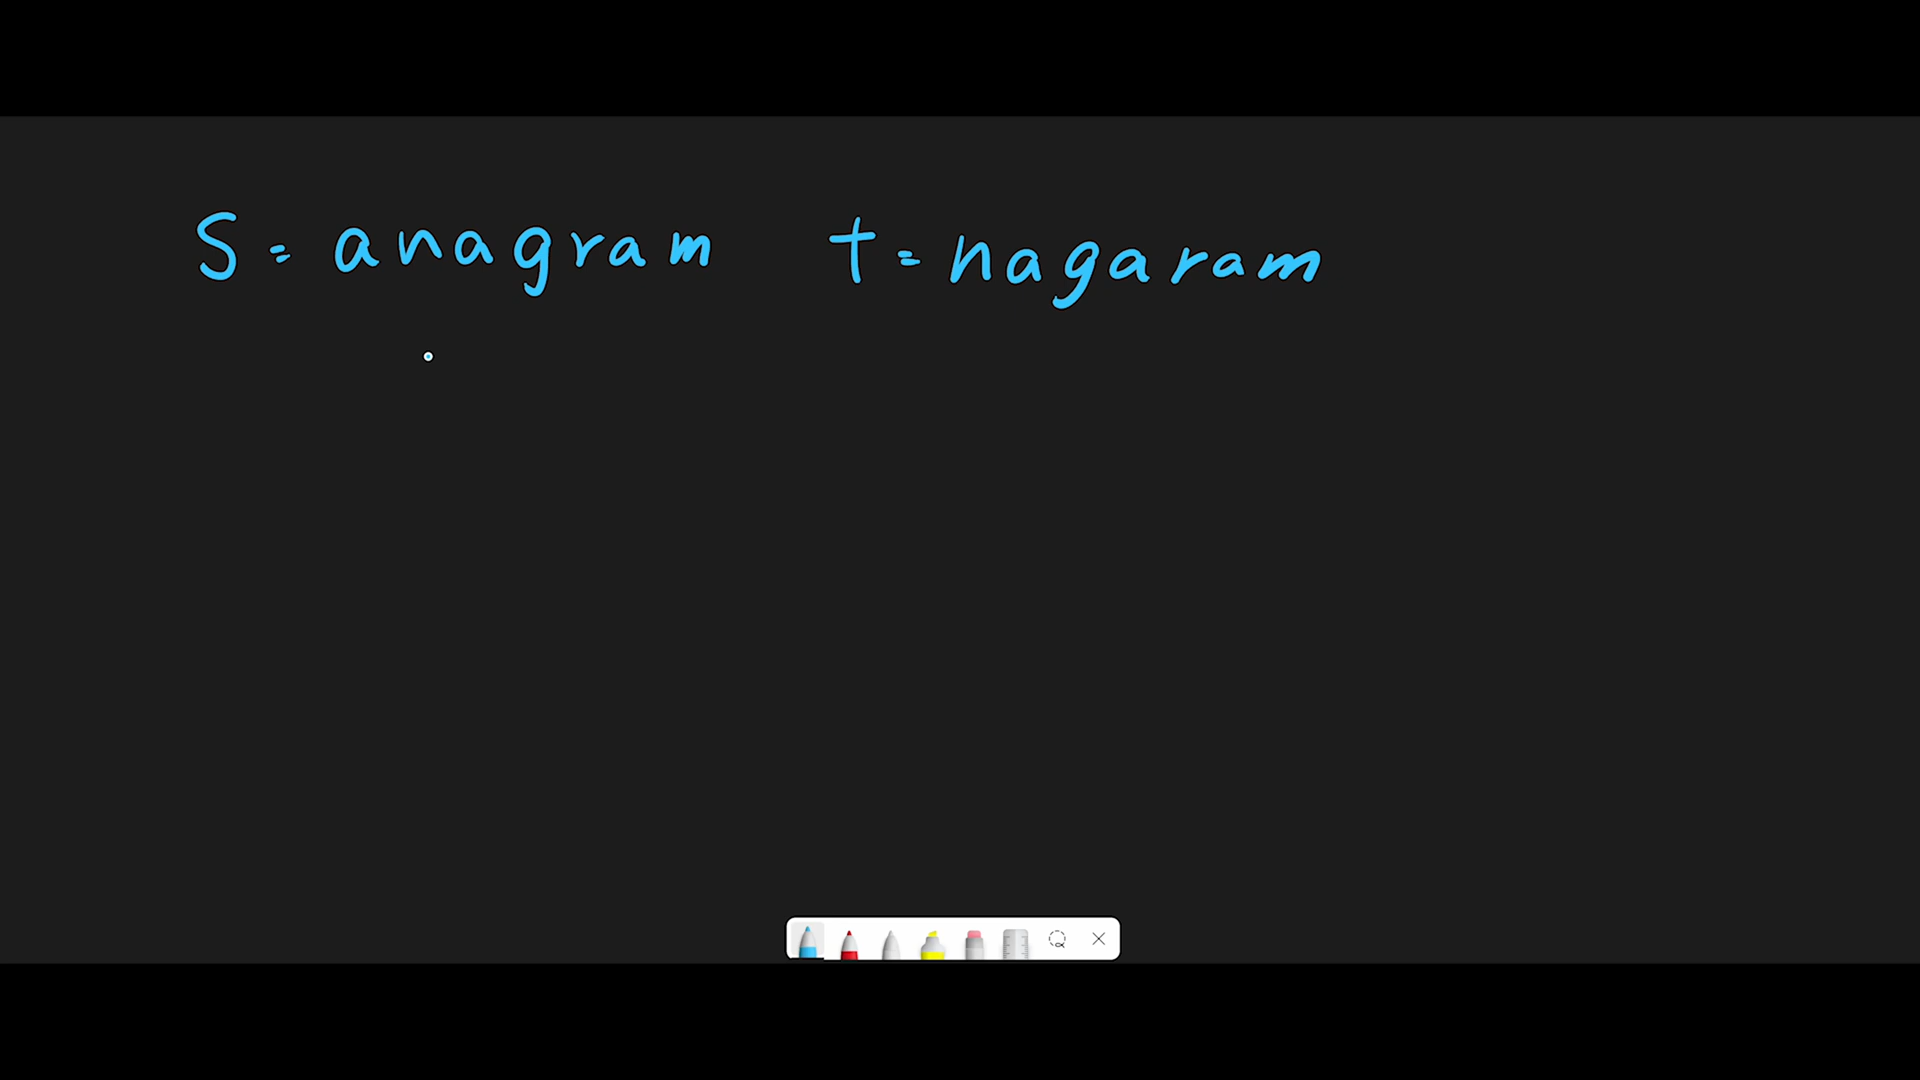 S = anagram t = nagaram